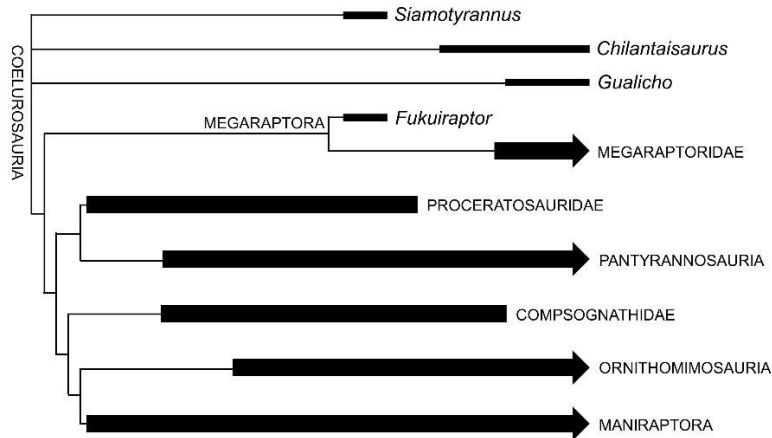 Siamotyrannus
Chilantaisaurus
Gualicho
COELUROSAURIA
MEGARAPTORA
Fukuiraptor
MEGARAPTORIDAE
PROCERATOSAURIDAE
PANTYRANNOSAURIA
COMPSOGNATHIDAE
ORNITHOMIMOSAURIA
MANIRAPTORA